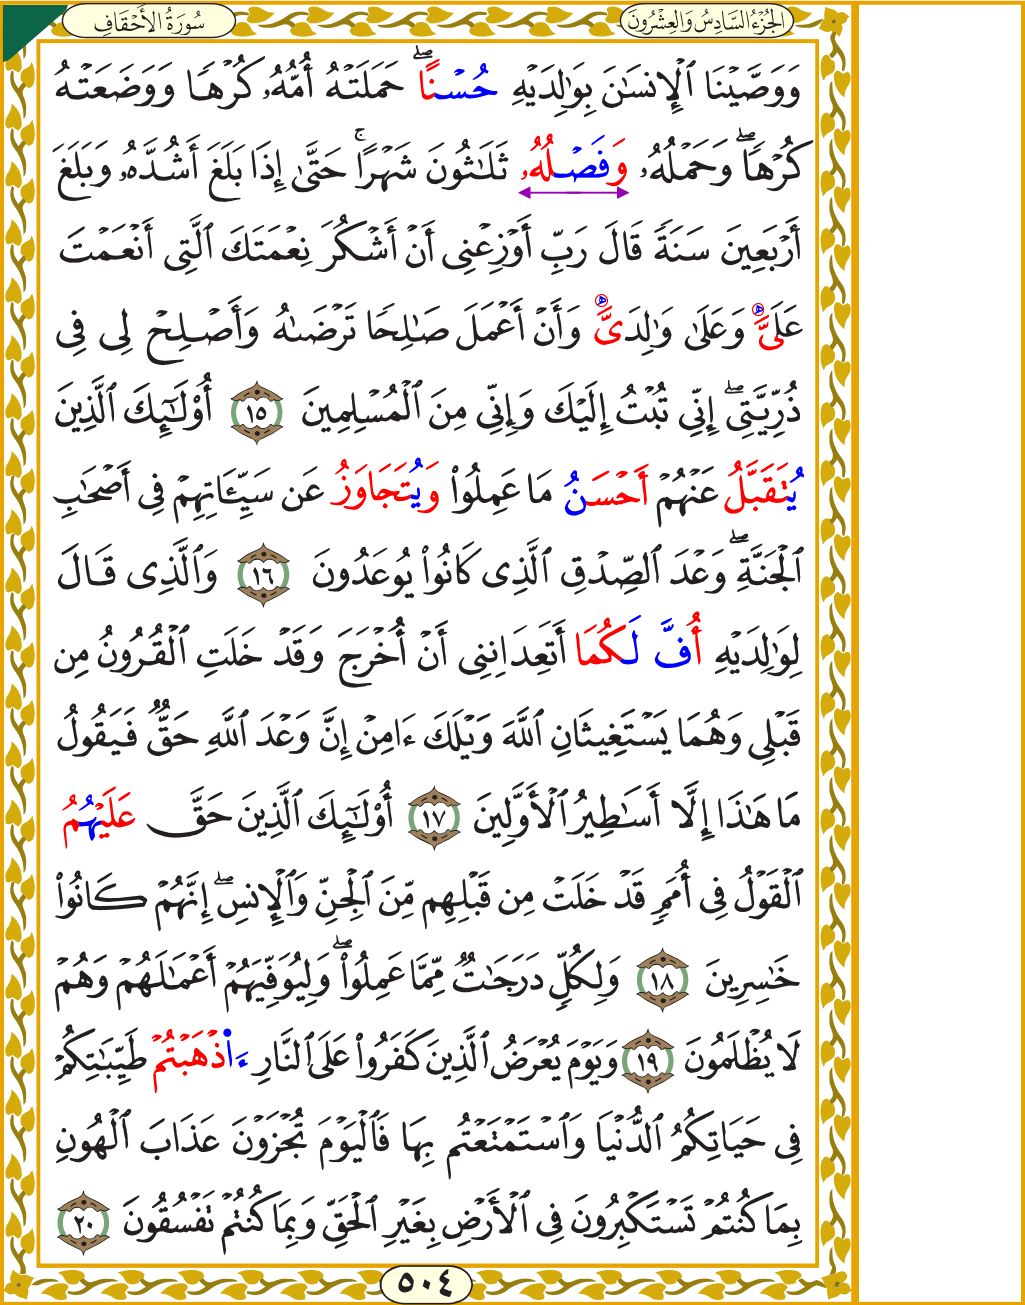 الجُزْءُ السَّادِسُ وَالعِشْرُونَ
سُورَةُ الأَحْقَافِ
وَوَصَّيْنَا ٱلْإِنسَٰنَ بِوَٰلِدَيْهِ حُسْنًاۖ حَمَلَتْهُ أُمُّهُۥ كُرْهًا وَوَضَعَتْهُ
كُرْهًاۖ وَحَمْلُهُۥ وَفَصْلُهُۥ ثَلَٰثُونَ شَهْرًاۚ حَتَّىٰٓ إِذَا بَلَغَ أَشُدَّهُۥ وَبَلَغَ
أَرْبَعِينَ سَنَةً قَالَ رَبِّ أَوْزِعْنِى أَنْ أَشْكُرَ نِعْمَتَكَ ٱلَّتِى أَنْعَمْتَ
عَلَىَّ وَعَلَىٰ وَٰلِدَىَّ وَأَنْ أَعْمَلَ صَٰلِحًا تَرْضَىٰهُ وَأَصْلِحْ لِى فِى
ذُرِّيَّتِىۖ إِنِّى تُبْتُ إِلَيْكَ وَإِنِّى مِنَ ٱلْمُسْلِمِينَ ١٥ أُوْلَٰٓئِكَ ٱلَّذِينَ
يُتَقَبَّلُ عَنْهُمْ أَحْسَنُ مَا عَمِلُواْ وَيُتَجَاوَزُ عَن سَيِّـَٔاتِهِمْ فِى أَصْحَٰبِ
ٱلْجَنَّةِۖ وَعْدَ ٱلصِّدْقِ ٱلَّذِى كَانُواْ يُوعَدُونَ ١٦ وَٱلَّذِى قَالَ
لِوَٰلِدَيْهِ أُفَّ لَكُمَا أَتَعِدَانِنِى أَنْ أُخْرَجَ وَقَدْ خَلَتِ ٱلْقُرُونُ مِن
قَبْلِى وَهُمَا يَسْتَغِيثَانِ ٱللَّهَ وَيْلَكَ ءَامِنْ إِنَّ وَعْدَ ٱللَّهِ حَقٌّ فَيَقُولُ
مَا هَٰذَا إِلَّا أَسَٰطِيرُ ٱلْأَوَّلِينَ ١٧ أُوْلَٰٓئِكَ ٱلَّذِينَ حَقَّ عَلَيْهُمُ
ٱلْقَوْلُ فِى أُمَمٍ قَدْ خَلَتْ مِن قَبْلِهِم مِّنَ ٱلْجِنِّ وَٱلْإِنسِۖ إِنَّهُمْ كَانُواْ
خَٰسِرِينَ ١٨ وَلِكُلٍّ دَرَجَٰتٌ مِّمَّا عَمِلُواْۖ وَلِيُوَفِّيَهُمْ أَعْمَٰلَهُمْ وَهُمْ
لَا يُظْلَمُونَ ١٩ وَيَوْمَ يُعْرَضُ ٱلَّذِينَ كَفَرُواْ عَلَى ٱلنَّارِ ءَا۬ذْهَبْتُمْ طَيِّبَٰتِكُمْ
فِى حَيَاتِكُمُ ٱلدُّنْيَا وَٱسْتَمْتَعْتُم بِهَا فَٱلْيَوْمَ تُجْزَوْنَ عَذَابَ ٱلْهُونِ
بِمَا كُنتُمْ تَسْتَكْبِرُونَ فِى ٱلْأَرْضِ بِغَيْرِ ٱلْحَقِّ وَبِمَا كُنتُمْ تَفْسُقُونَ ٢٠
٥٠٤